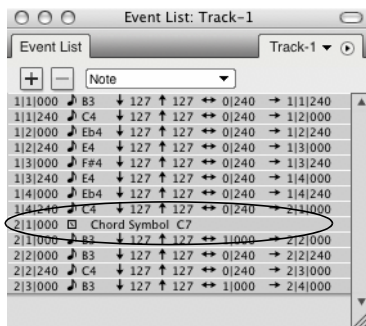 Event List: Track-1
Event List Track-1
+ − Note
1|1|000 ♪ B3 ↓ 127 ↑ 127 ↔ 0|240 → 1|1|240
1|1|240 ♪ C4 ↓ 127 ↑ 127 ↔ 0|240 → 1|2|000
1|2|000 ♪ Eb4 ↓ 127 ↑ 127 ↔ 0|240 → 1|2|240
1|2|240 ♪ E4 ↓ 127 ↑ 127 ↔ 0|240 → 1|3|000
1|3|000 ♪ F#4 ↓ 127 ↑ 127 ↔ 0|240 → 1|3|240
1|3|240 ♪ E4 ↓ 127 ↑ 127 ↔ 0|240 → 1|4|000
1|4|000 ♪ Eb4 ↓ 127 ↑ 127 ↔ 0|240 → 1|4|240
1|4|240 ♪ C4 ↓ 127 ↑ 127 ↔ 0|240 → 2|1|000
2|1|000 Chord Symbol C7
2|1|000 ♪ B3 ↓ 127 ↑ 127 ↔ 1|000 → 2|2|000
2|2|000 ♪ B3 ↓ 127 ↑ 127 ↔ 0|240 → 2|2|240
2|2|240 ♪ C4 ↓ 127 ↑ 127 ↔ 0|240 → 2|3|000
2|3|000 ♪ B3 ↓ 127 ↑ 127 ↔ 1|000 → 2|4|000